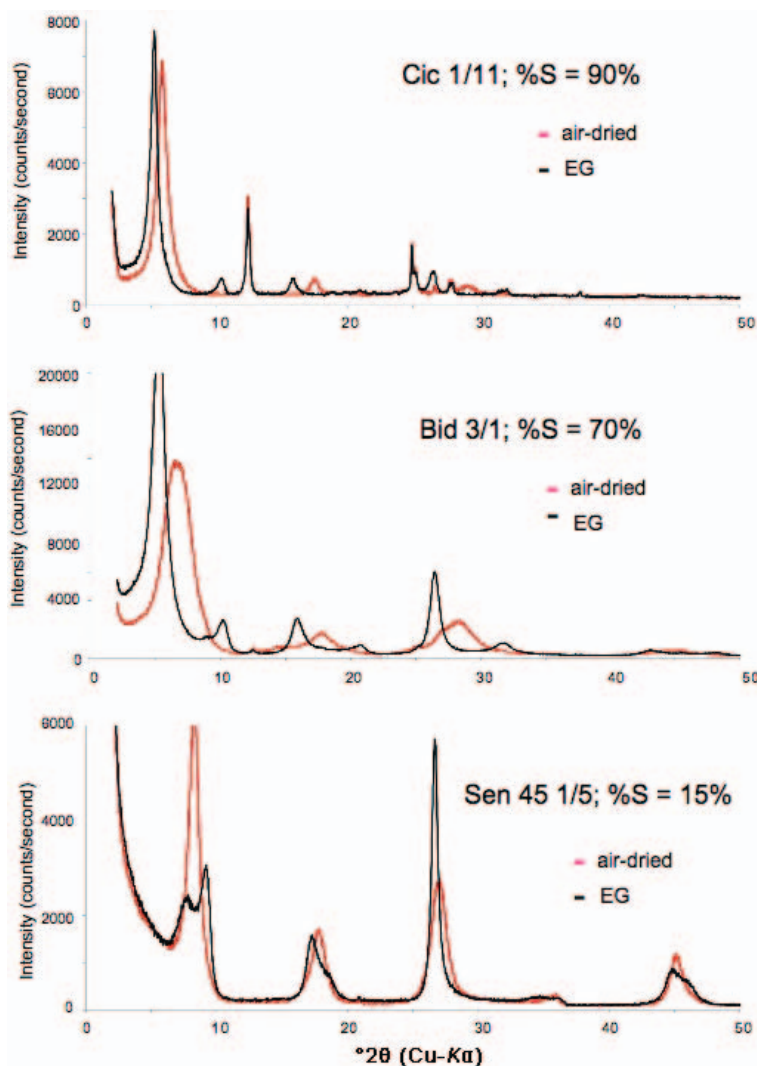 8000
6000
4000
2000
0
Intensity (counts/second)
Cic 1/11; %S = 90%
air-dried
EG
0 10 20 30 40 50
20000
16000
12000
8000
4000
0
Intensity (counts/second)
Bid 3/1; %S = 70%
air-dried
EG
0 10 20 30 40 50
6000
4000
2000
0
Intensity (counts/second)
Sen 45 1/5; %S = 15%
air-dried
EG
0 10 20 30 40 50
°2θ (Cu-Kα)